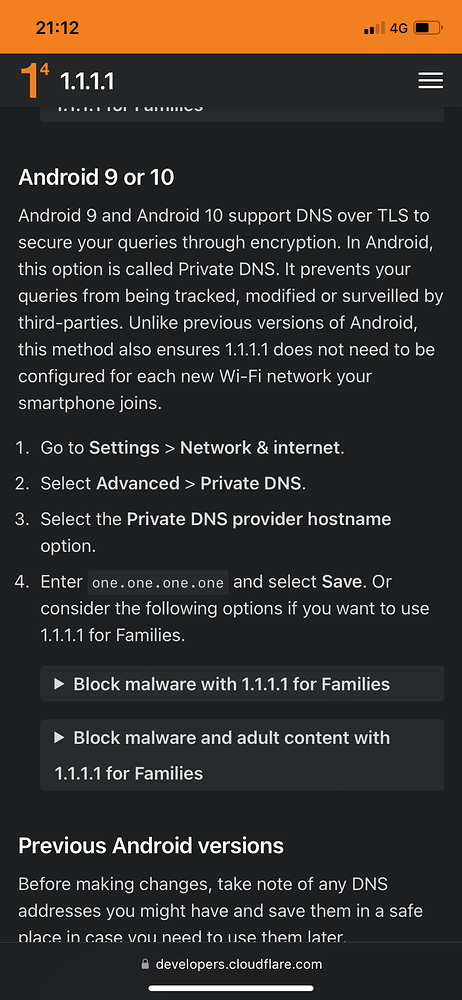 21:12
4G
1⁴ 1.1.1.1
1.1.1.1 for Families
Android 9 or 10
Android 9 and Android 10 support DNS over TLS to
secure your queries through encryption. In Android,
this option is called Private DNS. It prevents your
queries from being tracked, modified or surveilled by
third-parties. Unlike previous versions of Android,
this method also ensures 1.1.1.1 does not need to be
configured for each new Wi-Fi network your
smartphone joins.
1. Go to Settings > Network & internet.
2. Select Advanced > Private DNS.
3. Select the Private DNS provider hostname
option.
4. Enter one.one.one.one and select Save. Or
consider the following options if you want to use
1.1.1.1 for Families.
▶ Block malware with 1.1.1.1 for Families
▶ Block malware and adult content with
1.1.1.1 for Families
Previous Android versions
Before making changes, take note of any DNS
addresses you might have and save them in a safe
place in case you need to use them later.
developers.cloudflare.com